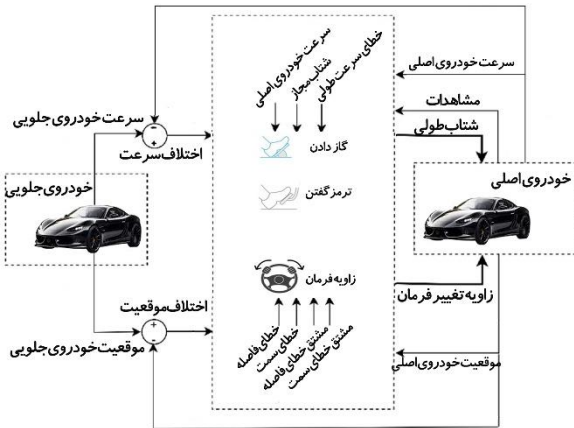 سرعت خودروی اصلی
شتاب مجاز
خطای سرعت طولی
سرعت خودروی اصلی
مشاهدات
شتاب طولی
سرعت خودروی جلویی
-
+
اختلاف سرعت
گاز دادن
خودروی جلویی
خودروی اصلی
ترمز گفتن
زاویه فرمان
زاویه تغییر فرمان
اختلاف موقعیت
+
-
موقعیت خودروی جلویی
خطای فاصله
خطای سمت
مشتق خطای فاصله
مشتق خطای سمت
موقعیت خودروی اصلی